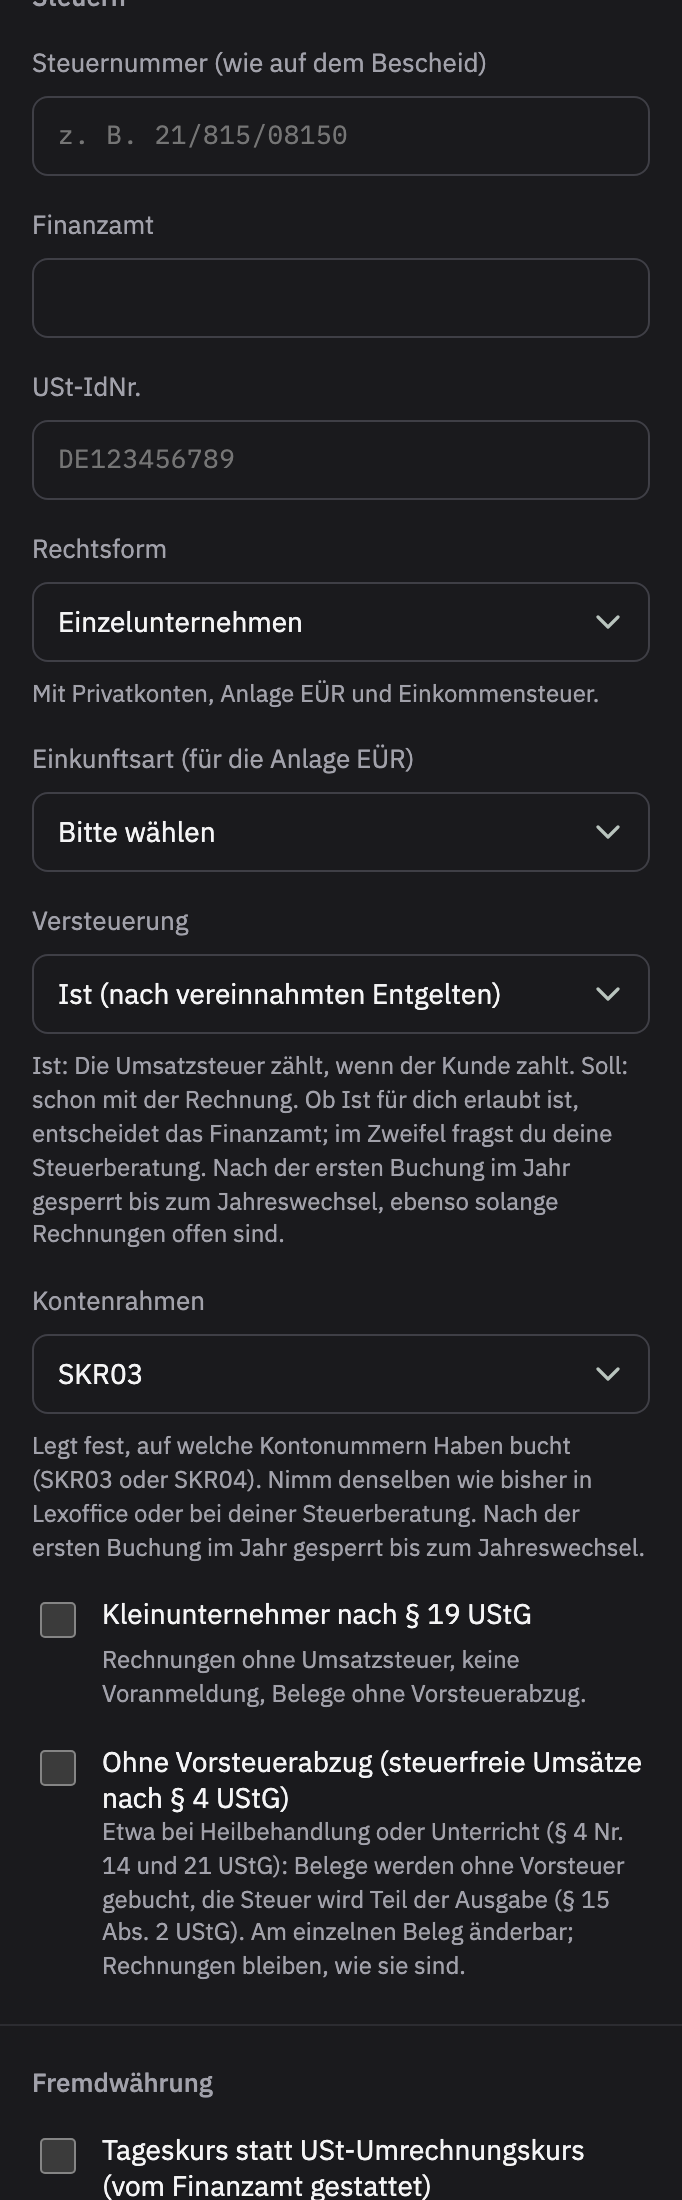 Steuern
Steuernummer (wie auf dem Bescheid)
z. B. 21/815/08150
Finanzamt
USt-IdNr.
DE123456789
Rechtsform
Einzelunternehmen
Mit Privatkonten, Anlage EÜR und Einkommensteuer.
Einkunftsart (für die Anlage EÜR)
Bitte wählen
Versteuerung
Ist (nach vereinnahmten Entgelten)
Ist: Die Umsatzsteuer zählt, wenn der Kunde zahlt. Soll:
schon mit der Rechnung. Ob Ist für dich erlaubt ist,
entscheidet das Finanzamt; im Zweifel fragst du deine
Steuerberatung. Nach der ersten Buchung im Jahr
gesperrt bis zum Jahreswechsel, ebenso solange
Rechnungen offen sind.
Kontenrahmen
SKR03
Legt fest, auf welche Kontonummern Haben bucht
(SKR03 oder SKR04). Nimm denselben wie bisher in
Lexoffice oder bei deiner Steuerberatung. Nach der
ersten Buchung im Jahr gesperrt bis zum Jahreswechsel.
Kleinunternehmer nach § 19 UStG
Rechnungen ohne Umsatzsteuer, keine
Voranmeldung, Belege ohne Vorsteuerabzug.
Ohne Vorsteuerabzug (steuerfreie Umsätze
nach § 4 UStG)
Etwa bei Heilbehandlung oder Unterricht (§ 4 Nr.
14 und 21 UStG): Belege werden ohne Vorsteuer
gebucht, die Steuer wird Teil der Ausgabe (§ 15
Abs. 2 UStG). Am einzelnen Beleg änderbar;
Rechnungen bleiben, wie sie sind.
Fremdwährung
Tageskurs statt USt-Umrechnungskurs
(vom Finanzamt gestattet)